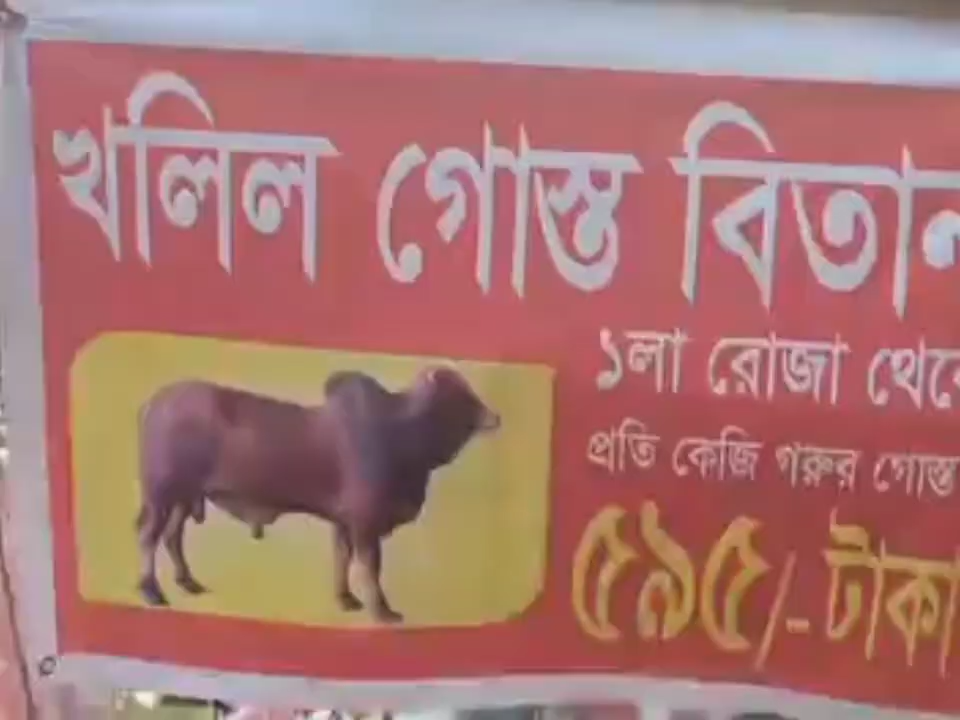 খলিল গোস্ত বিতান
১লা রোজা থেকে
প্রতি কেজি গরুর গোস্ত
৫৯৫/- টাকা